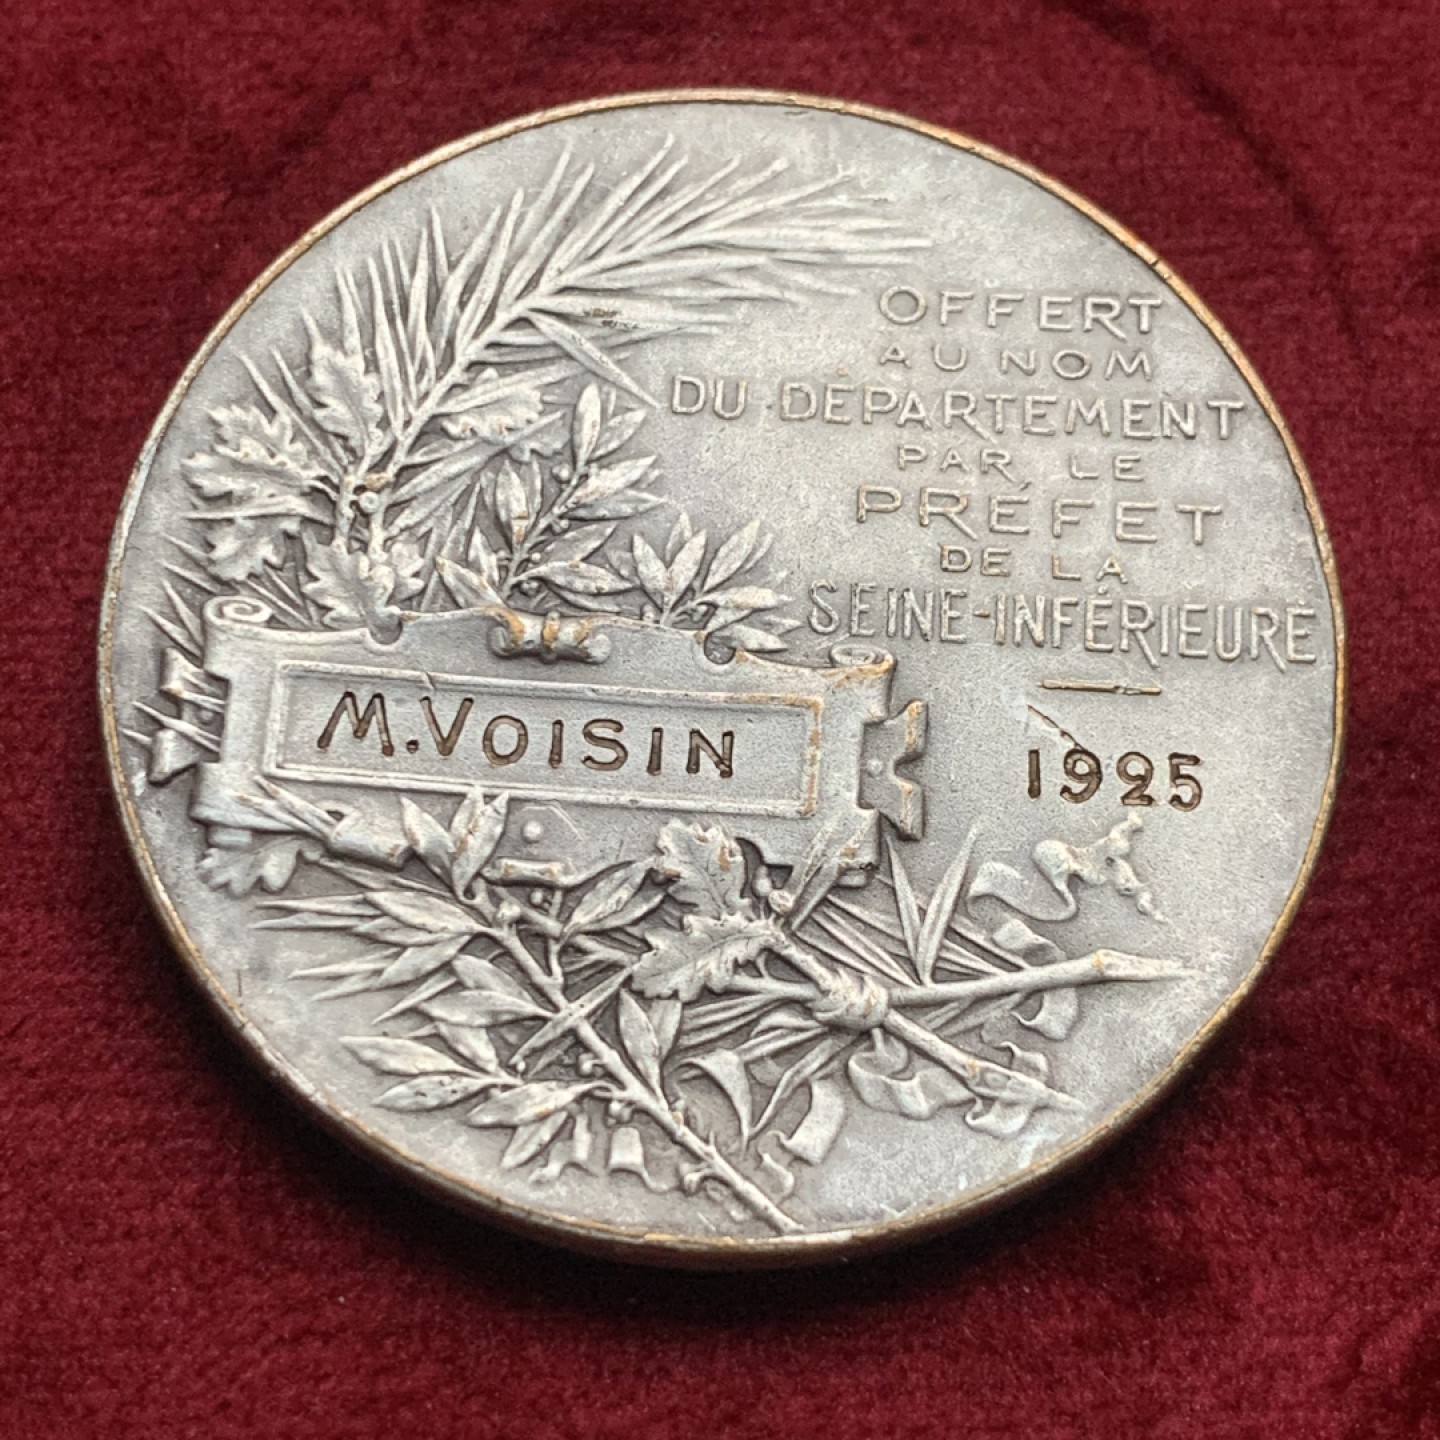 OFFERT
AU NOM
DU DÉPARTEMENT
PAR LE
PRÉFET
DE LA
SEINE-INFÉRIEURE
M. VOISIN
1925